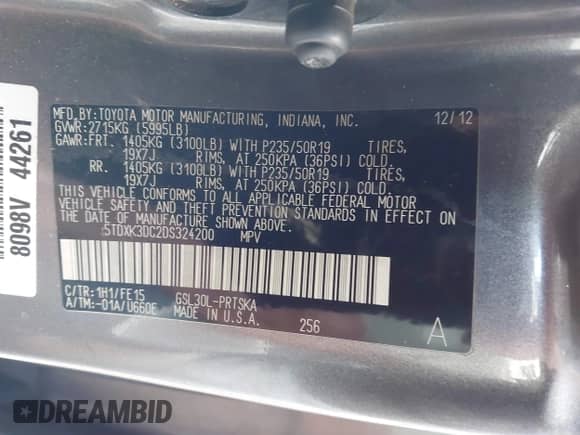 MFD.BY:TOYOTA MOTOR MANUFACTURING, INDIANA, INC. 12/12
GVWR:2715KG (5995LB)
GAWR:FRT. 1405KG (3100LB) WITH P235/50R19 TIRES,
19X7J RIMS, AT 250KPA (36PSI) COLD.
RR. 1405KG (3100LB) WITH P235/50R19 TIRES,
19X7J RIMS, AT 250KPA (36PSI) COLD.
THIS VEHICLE CONFORMS TO ALL APPLICABLE FEDERAL MOTOR
VEHICLE SAFETY AND THEFT PREVENTION STANDARDS IN EFFECT
ON THE DATE OF MANUFACTURE SHOWN ABOVE.
5TDXK3DC2DS324200 MPV
C/TR: 1H1/FE15 GSL30L-PRTSKA
A/TM:-01A/U660E MADE IN U.S.A. 256 A
8098V 44261
DREAMBID